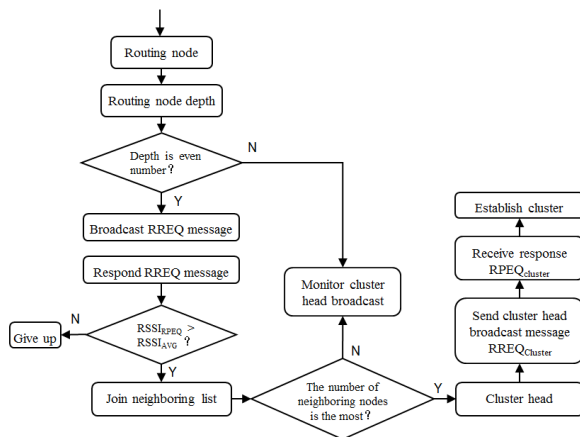 Routing node
Routing node depth
Depth is even
number?
N
Y
Broadcast RREQ message
Respond RREQ message
RSSIRPEQ >
RSSIAVG ?
N
Give up
Y
Join neighboring list
The number of
neighboring nodes
is the most?
N
Monitor cluster
head broadcast
Y
Cluster head
Send cluster head
broadcast message
RREQCluster
Receive response
RPEQcluster
Establish cluster